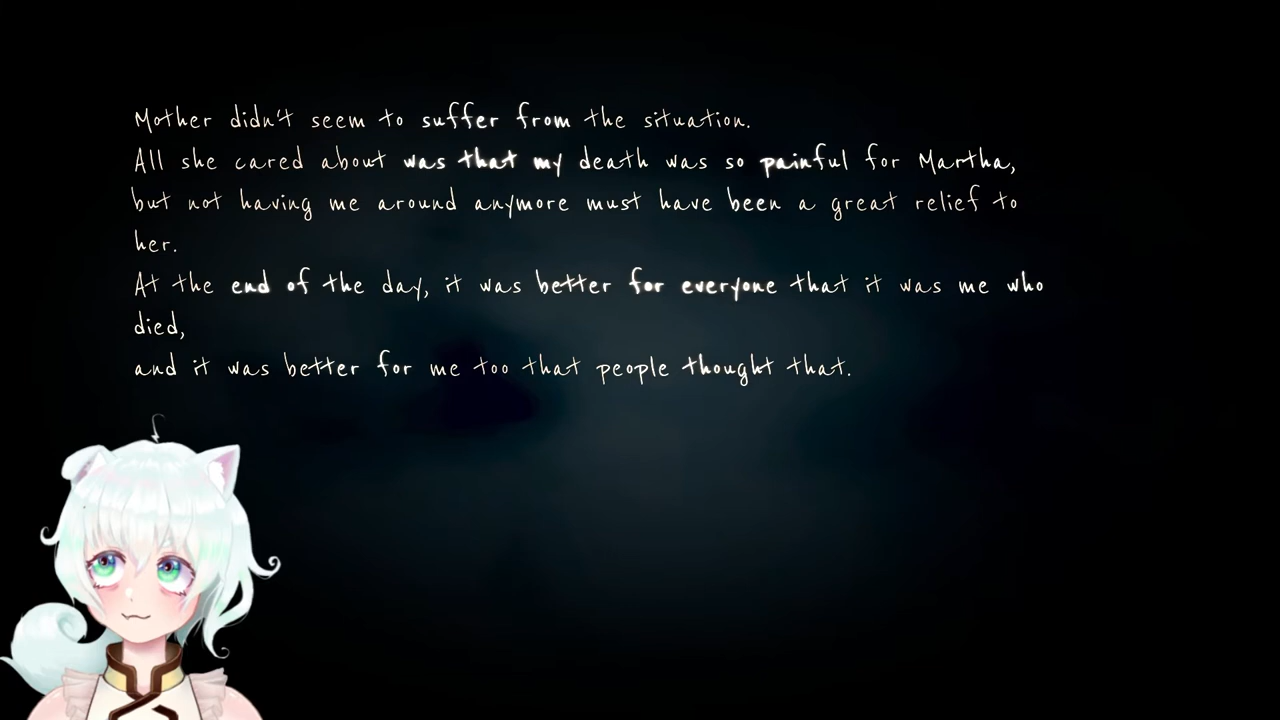 Mother didn't seem to suffer from the situation.
All she cared about was that my death was so painful for Martha,
but not having me around anymore must have been a great relief to
her.
At the end of the day, it was better for everyone that it was me who
died,
and it was better for me too that people thought that.